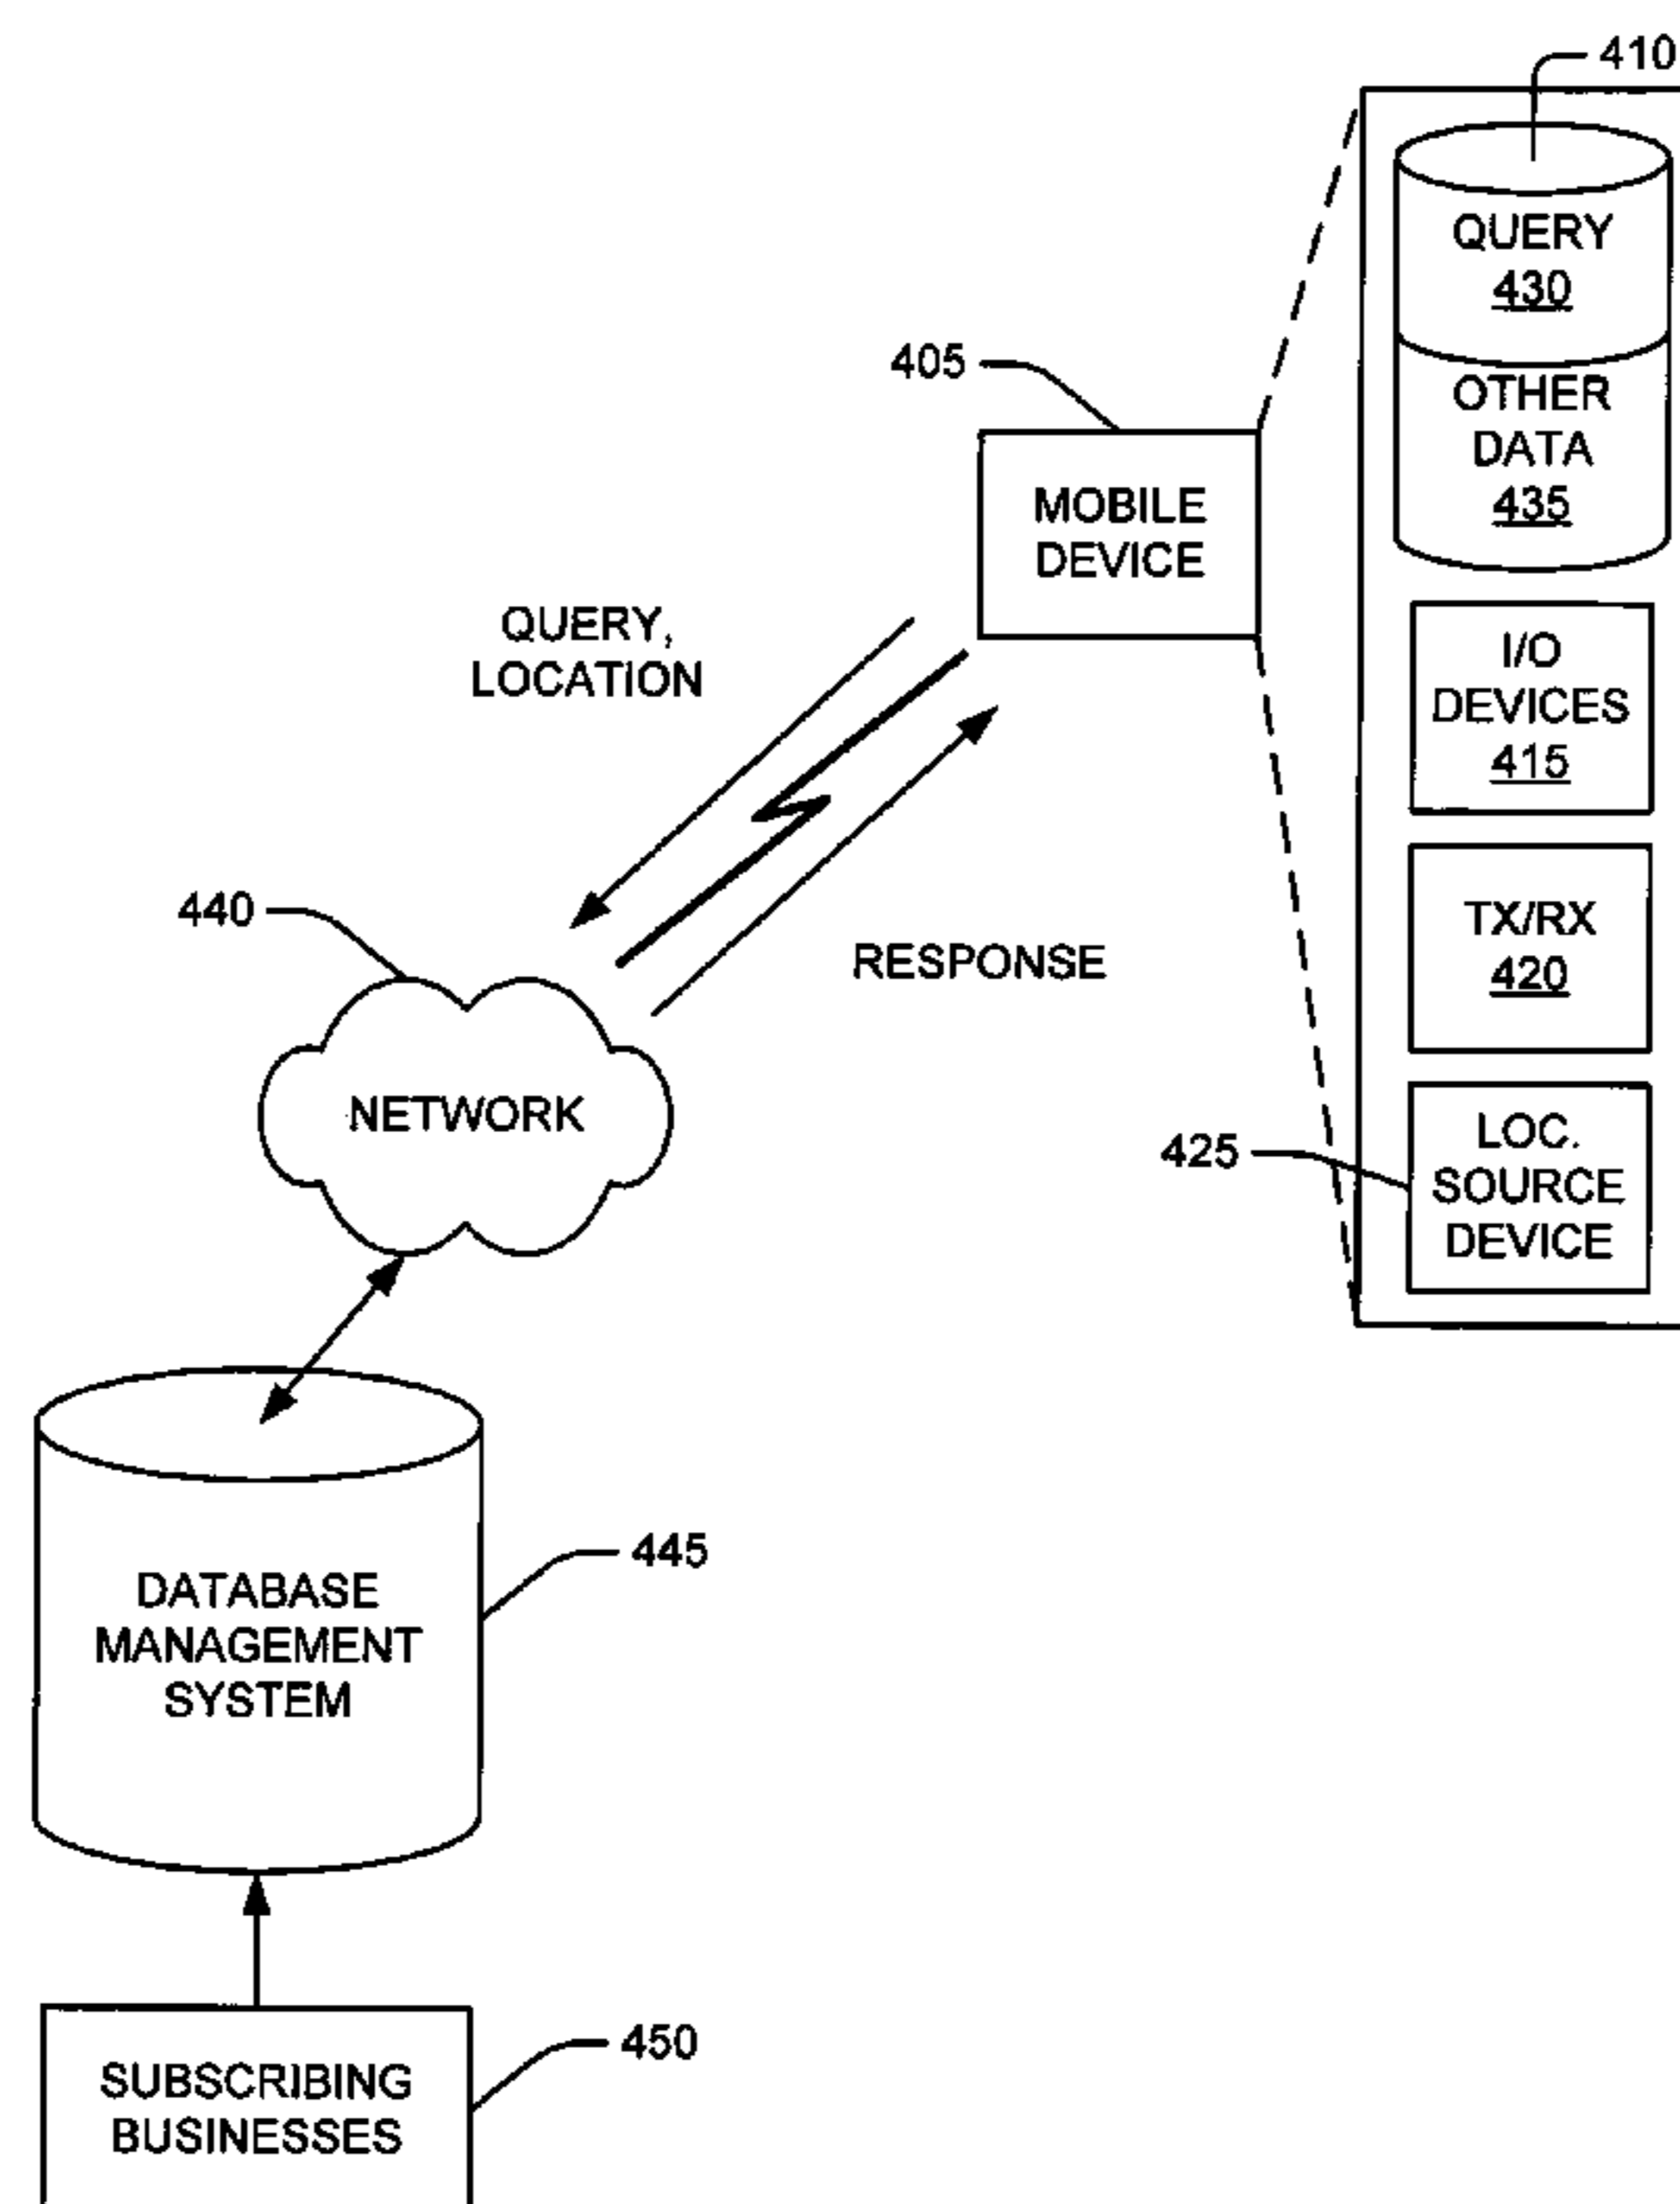 410
QUERY
430
OTHER
DATA
435
405
MOBILE
DEVICE
I/O
DEVICES
415
QUERY,
LOCATION
TX/RX
420
440
RESPONSE
NETWORK
425
LOC.
SOURCE
DEVICE
445
DATABASE
MANAGEMENT
SYSTEM
450
SUBSCRIBING
BUSINESSES